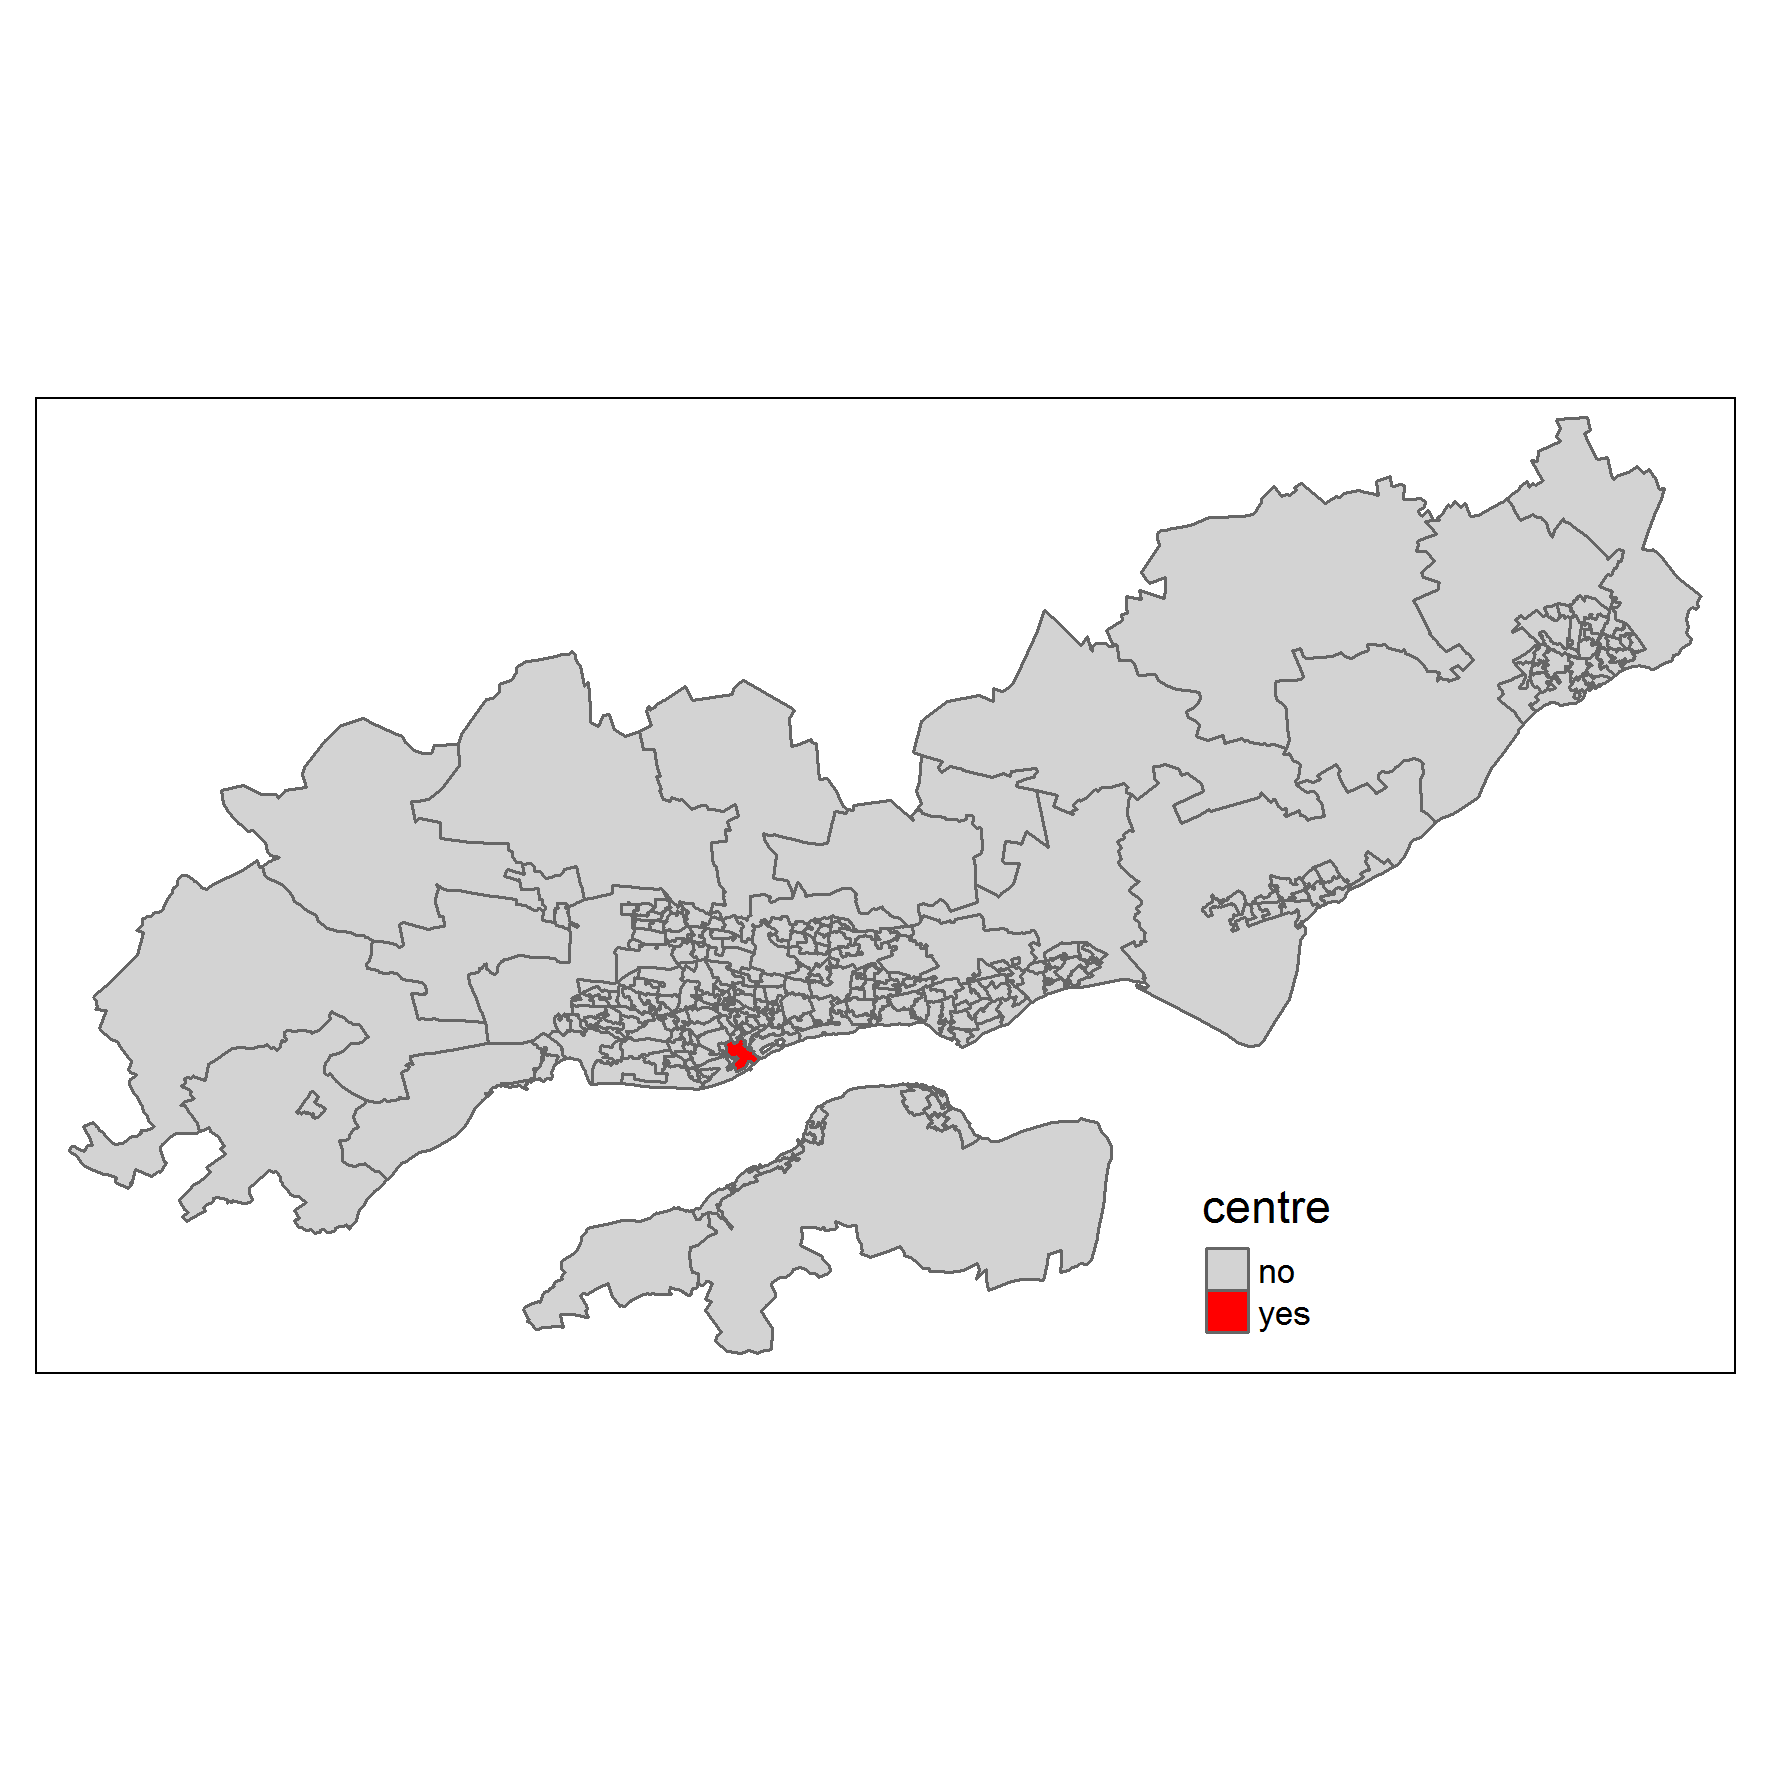 centre
no
yes